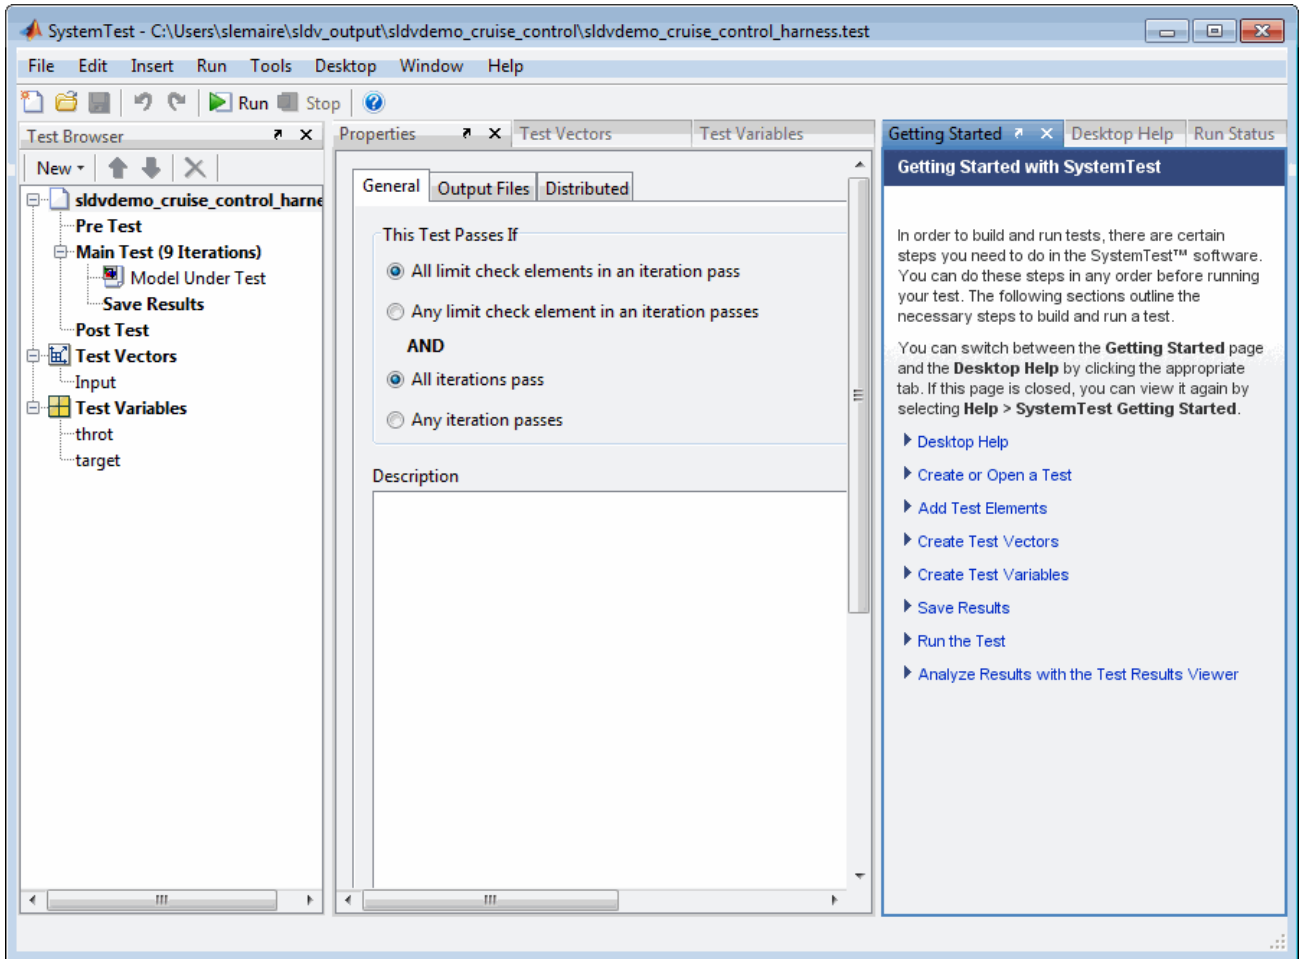 SystemTest - C:\Users\slemaire\sldv_output\sldvdemo_cruise_control\sldvdemo_cruise_control_harness.test
File Edit Insert Run Tools Desktop Window Help
Run Stop
Test Browser
New
sldvdemo_cruise_control_harne
Pre Test
Main Test (9 Iterations)
Model Under Test
Save Results
Post Test
Test Vectors
Input
Test Variables
throt
target
Properties Test Vectors Test Variables
General Output Files Distributed
This Test Passes If
All limit check elements in an iteration pass
Any limit check element in an iteration passes
AND
All iterations pass
Any iteration passes
Description
Getting Started Desktop Help Run Status
Getting Started with SystemTest
In order to build and run tests, there are certain
steps you need to do in the SystemTest™ software.
You can do these steps in any order before running
your test. The following sections outline the
necessary steps to build and run a test.
You can switch between the Getting Started page
and the Desktop Help by clicking the appropriate
tab. If this page is closed, you can view it again by
selecting Help > SystemTest Getting Started.
Desktop Help
Create or Open a Test
Add Test Elements
Create Test Vectors
Create Test Variables
Save Results
Run the Test
Analyze Results with the Test Results Viewer